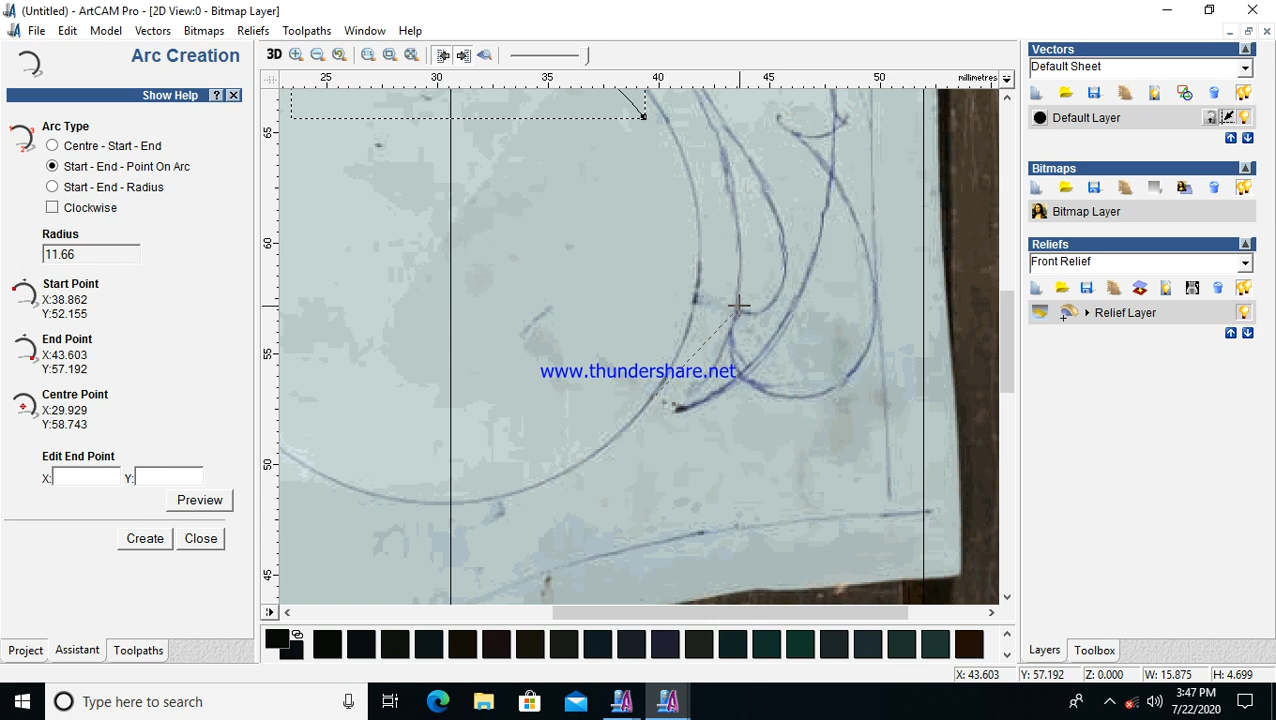 (Untitled) - ArtCAM Pro - [2D View:0 - Bitmap Layer]
File Edit Model Vectors Bitmaps Reliefs Toolpaths Window Help
Arc Creation
Show Help ?
Arc Type
Centre - Start - End
Start - End - Point On Arc
Start - End - Radius
Clockwise
Radius
11.66
Start Point
X:38.862
Y:52.155
End Point
X:43.603
Y:57.192
Centre Point
X:29.929
Y:58.743
Edit End Point
X: Y:
Preview
Create Close
Project Assistant Toolpaths
3D
25 30 35 40 45 50 millimetres
65
60
55
50
45
www.thundershare.net
Vectors
Default Sheet
Default Layer
Bitmaps
Bitmap Layer
Reliefs
Front Relief
Relief Layer
Layers Toolbox
X: 43.603 Y: 57.192 Z: 0.000 W: 15.875 H: 4.699
Type here to search
3:47 PM
7/22/2020